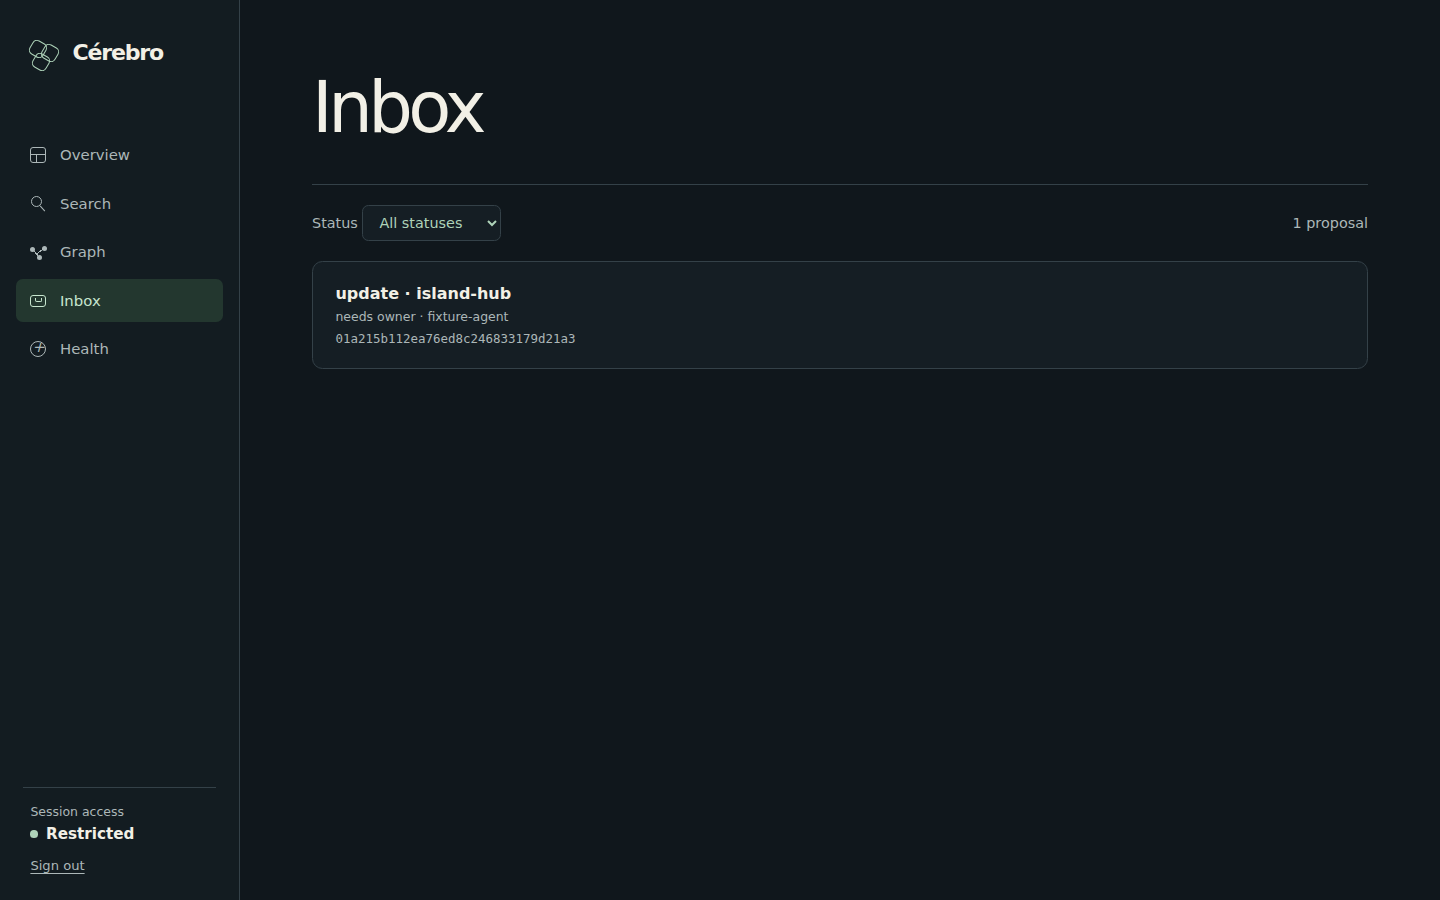 Cérebro
Overview
Search
Graph
Inbox
Health
Session access
Restricted
Sign out
Inbox
Status All statuses 1 proposal
update · island-hub
needs owner · fixture-agent
01a215b112ea76ed8c246833179d21a3